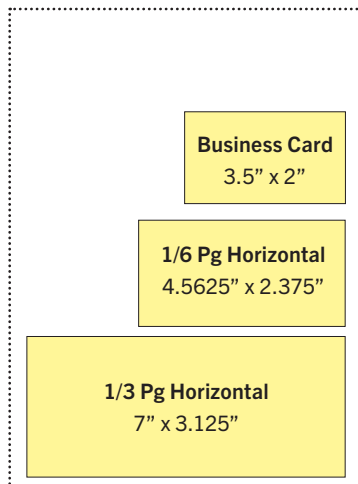 Business Card
3.5” x 2”
1/6 Pg Horizontal
4.5625” x 2.375”
1/3 Pg Horizontal
7” x 3.125”